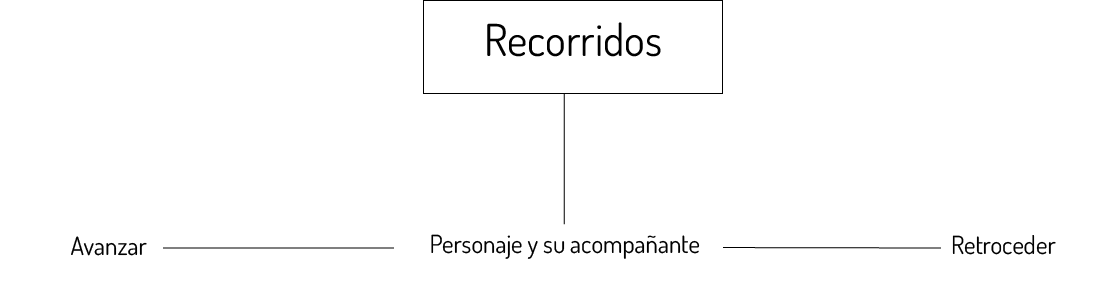 Recorridos
Avanzar
Personaje y su acompañante
Retroceder